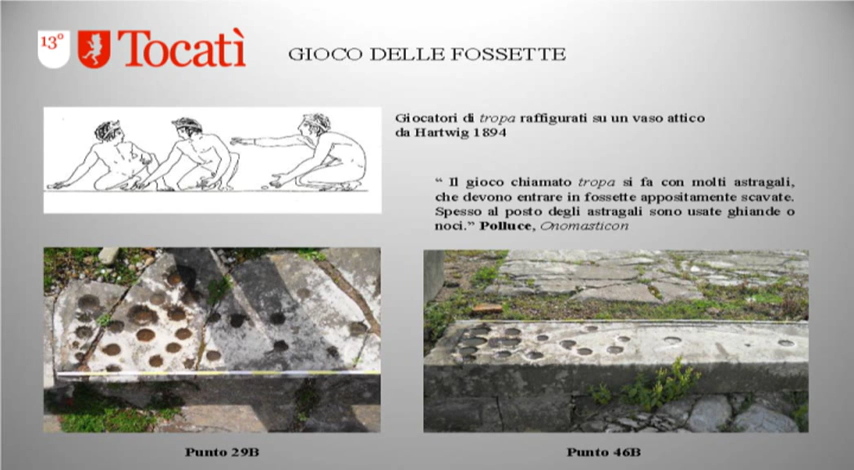 13° Tocatì
GIOCO DELLE FOSSETTE
Giocatori di tropa raffigurati su un vaso attico
da Hartwig 1894
“ Il gioco chiamato tropa si fa con molti astragali,
che devono entrare in fossette appositamente scavate.
Spesso al posto degli astragali sono usate ghiande o
noci.” Polluce, Onomasticon
Punto 29B
Punto 46B